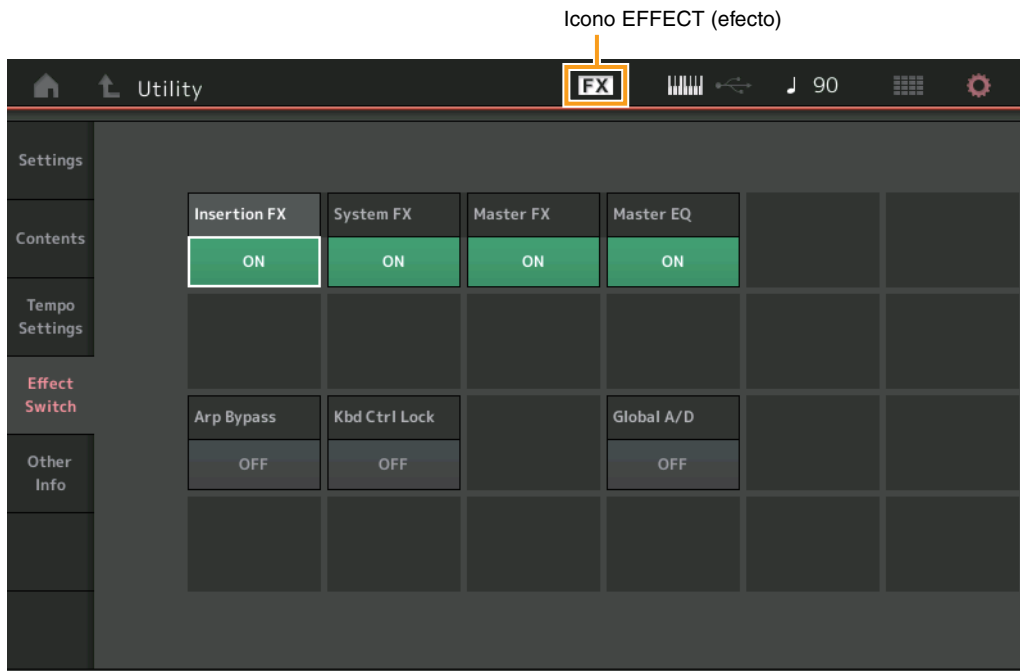 Icono EFFECT (efecto)
Utility
FX
90
Settings
Contents
Tempo
Settings
Effect
Switch
Other
Info
Insertion FX
System FX
Master FX
Master EQ
ON
ON
ON
ON
Arp Bypass
Kbd Ctrl Lock
Global A/D
OFF
OFF
OFF